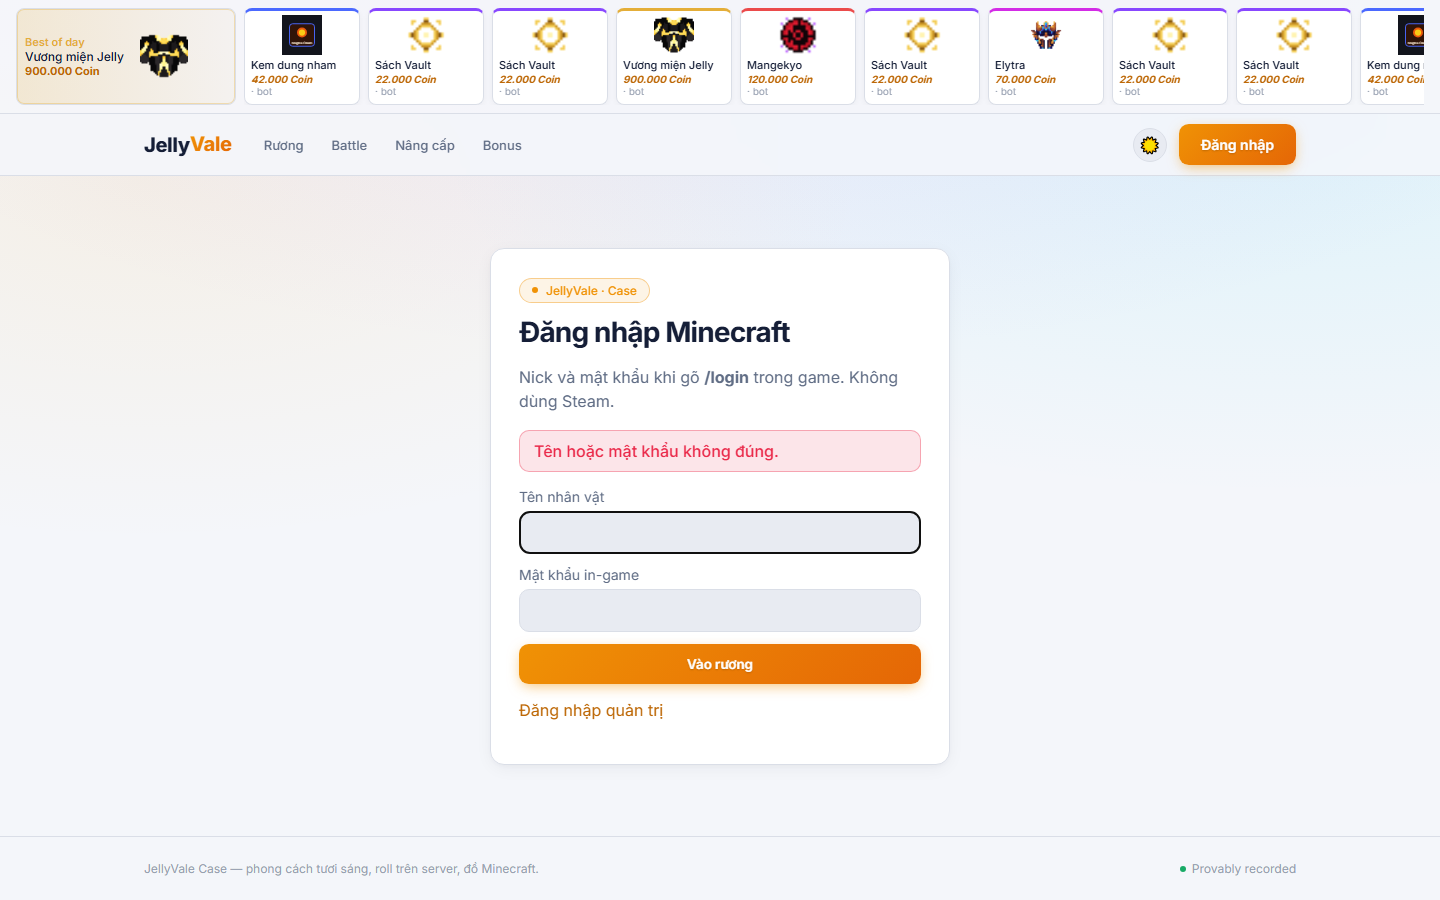 Best of day
Vương miện Jelly
900.000 Coin
Kem dung nham
42.000 Coin
· bot
Sách Vault
22.000 Coin
· bot
Sách Vault
22.000 Coin
· bot
Vương miện Jelly
900.000 Coin
· bot
Mangekyo
120.000 Coin
· bot
Sách Vault
22.000 Coin
· bot
Elytra
70.000 Coin
· bot
Sách Vault
22.000 Coin
· bot
Sách Vault
22.000 Coin
· bot
Kem dung
42.000
· bot
JellyVale
Rương
Battle
Nâng cấp
Bonus
Đăng nhập
JellyVale · Case
Đăng nhập Minecraft
Nick và mật khẩu khi gõ /login trong game. Không
dùng Steam.
Tên hoặc mật khẩu không đúng.
Tên nhân vật
Mật khẩu in-game
Vào rương
Đăng nhập quản trị
JellyVale Case — phong cách tươi sáng, roll trên server, đồ Minecraft.
Provably recorded